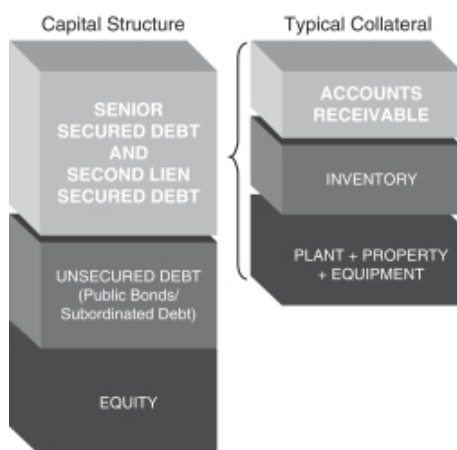 Capital Structure
SENIOR
SECURED DEBT
AND
SECOND LIEN
SECURED DEBT
UNSECURED DEBT
(Public Bonds/
Subordinated Debt)
EQUITY
Typical Collateral
ACCOUNTS
RECEIVABLE
INVENTORY
PLANT + PROPERTY
+ EQUIPMENT